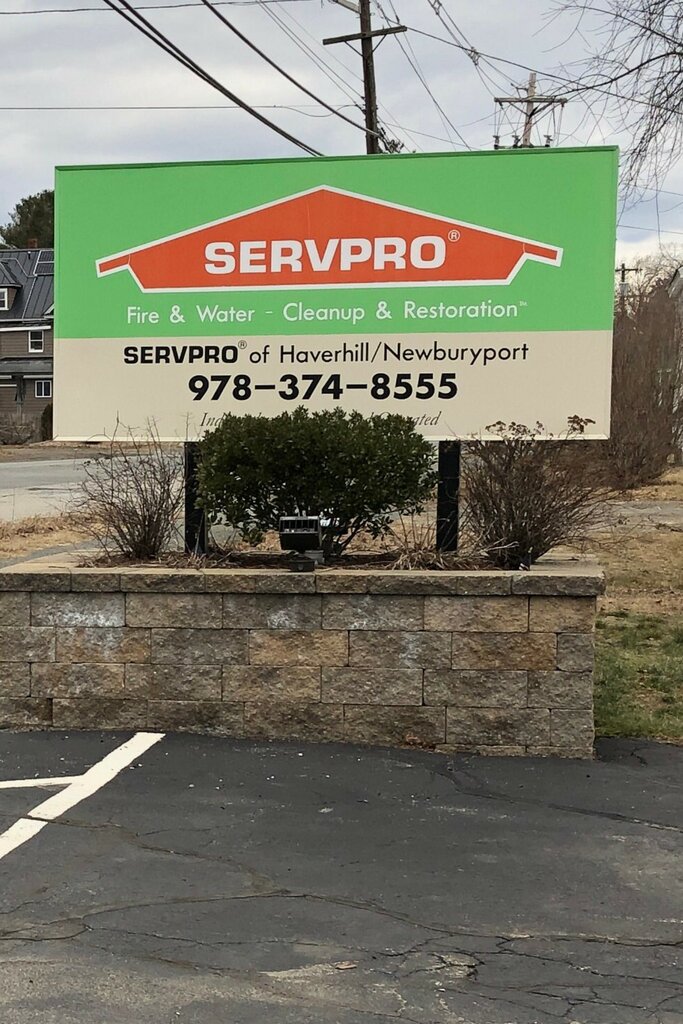 SERVPRO®
Fire & Water - Cleanup & Restoration™
SERVPRO® of Haverhill/Newburyport
978-374-8555